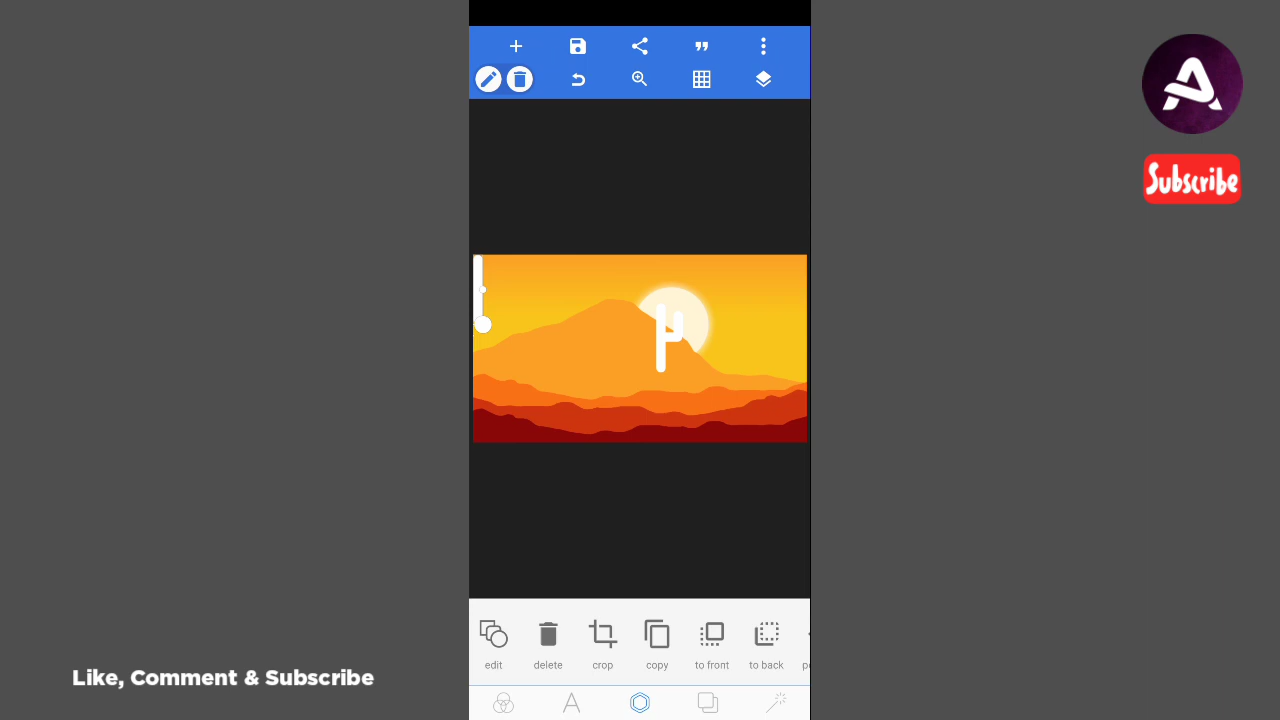 Subscribe
edit
delete
crop
copy
to front
to back
Like, Comment & Subscribe